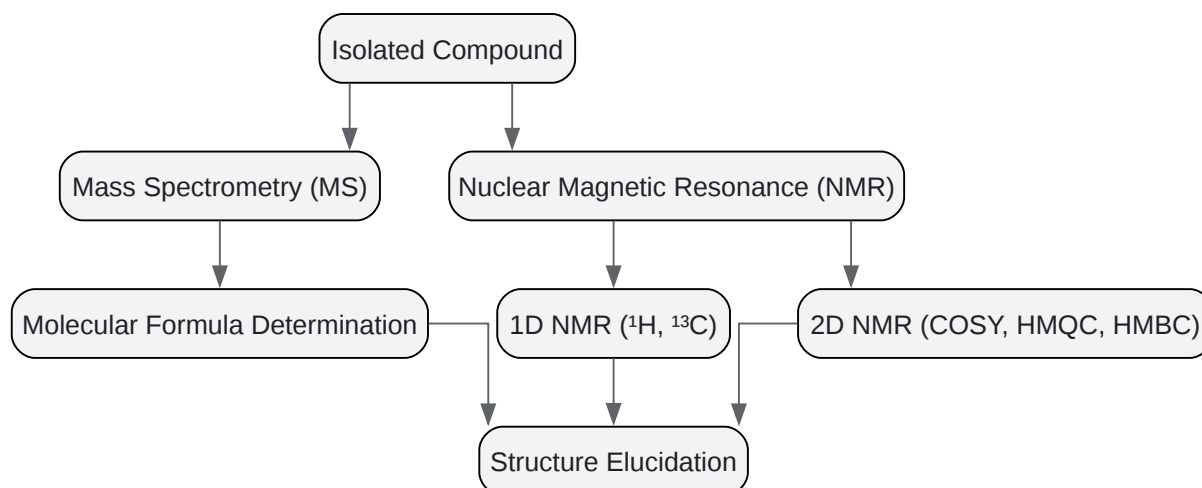 Isolated Compound
Mass Spectrometry (MS)
Nuclear Magnetic Resonance (NMR)
Molecular Formula Determination
1D NMR (¹H, ¹³C)
2D NMR (COSY, HMQC, HMBC)
Structure Elucidation